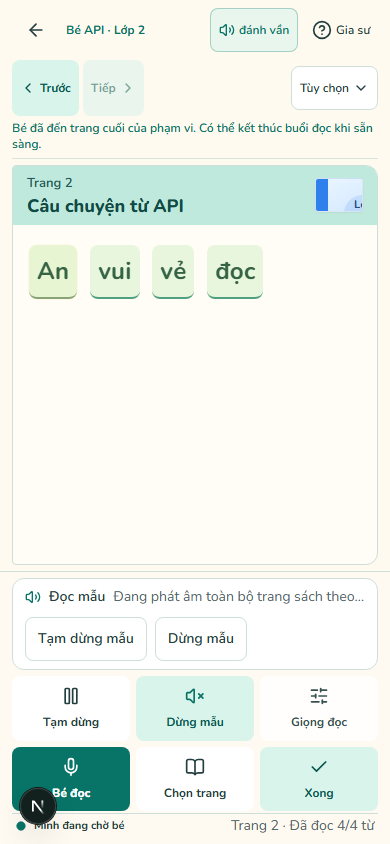 Bé API · Lớp 2
đánh vần
Gia sư
Trước
Tiếp
Tùy chọn
Bé đã đến trang cuối của phạm vi. Có thể kết thúc buổi đọc khi sẵn
sàng.
Trang 2
Câu chuyện từ API
An vui vẻ đọc
Đọc mẫu Đang phát âm toàn bộ trang sách theo...
Tạm dừng mẫu
Dừng mẫu
Tạm dừng
Dừng mẫu
Giọng đọc
Bé đọc
Chọn trang
Xong
N
Mình đang chờ bé
Trang 2 · Đã đọc 4/4 từ